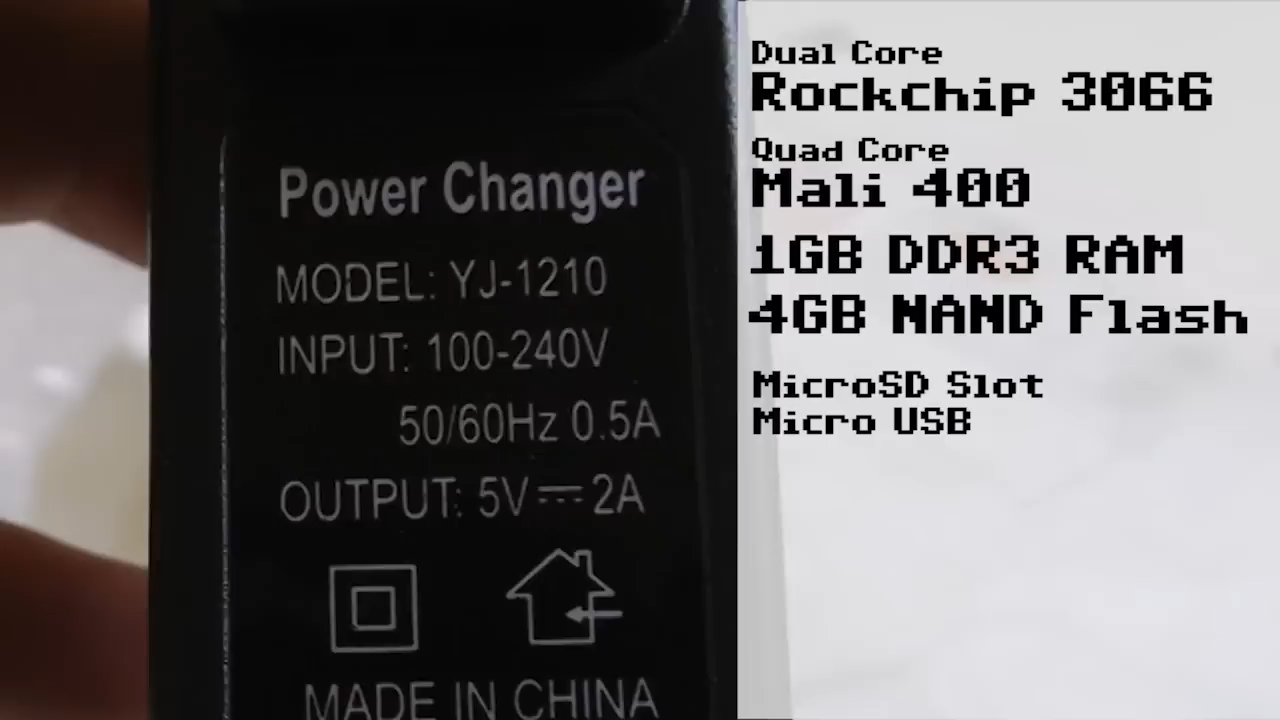 Power Changer
MODEL: YJ-1210
INPUT: 100-240V
50/60Hz 0.5A
OUTPUT: 5V⎓2A
MADE IN CHINA
Dual Core
Rockchip 3066
Quad Core
Mali 400
1GB DDR3 RAM
4GB NAND Flash
MicroSD Slot
Micro USB